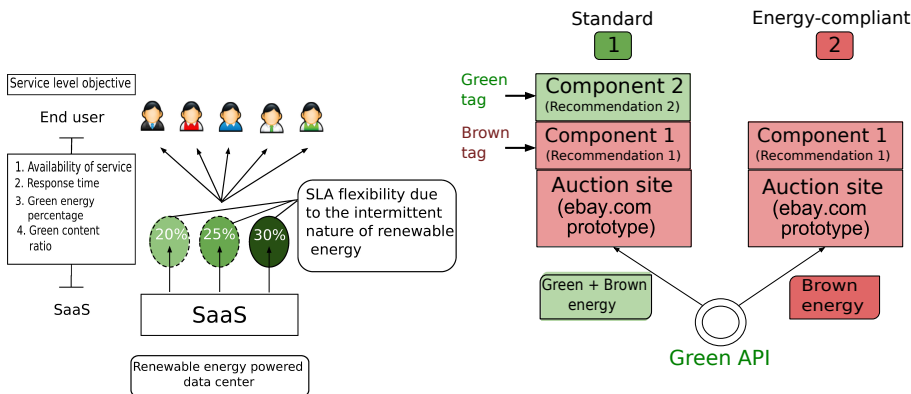 Service level objective
End user
1. Availability of service
2. Response time
3. Green energy
percentage
4. Green content
ratio
SaaS
20%
25%
30%
SLA flexibility due
to the intermittent
nature of renewable
energy
SaaS
Renewable energy powered
data center
Standard
1
Energy-compliant
2
Green
tag
Brown
tag
Component 2
(Recommendation 2)
Component 1
(Recommendation 1)
Auction site
(ebay.com
prototype)
Component 1
(Recommendation 1)
Auction site
(ebay.com
prototype)
Green + Brown
energy
Brown
energy
Green API